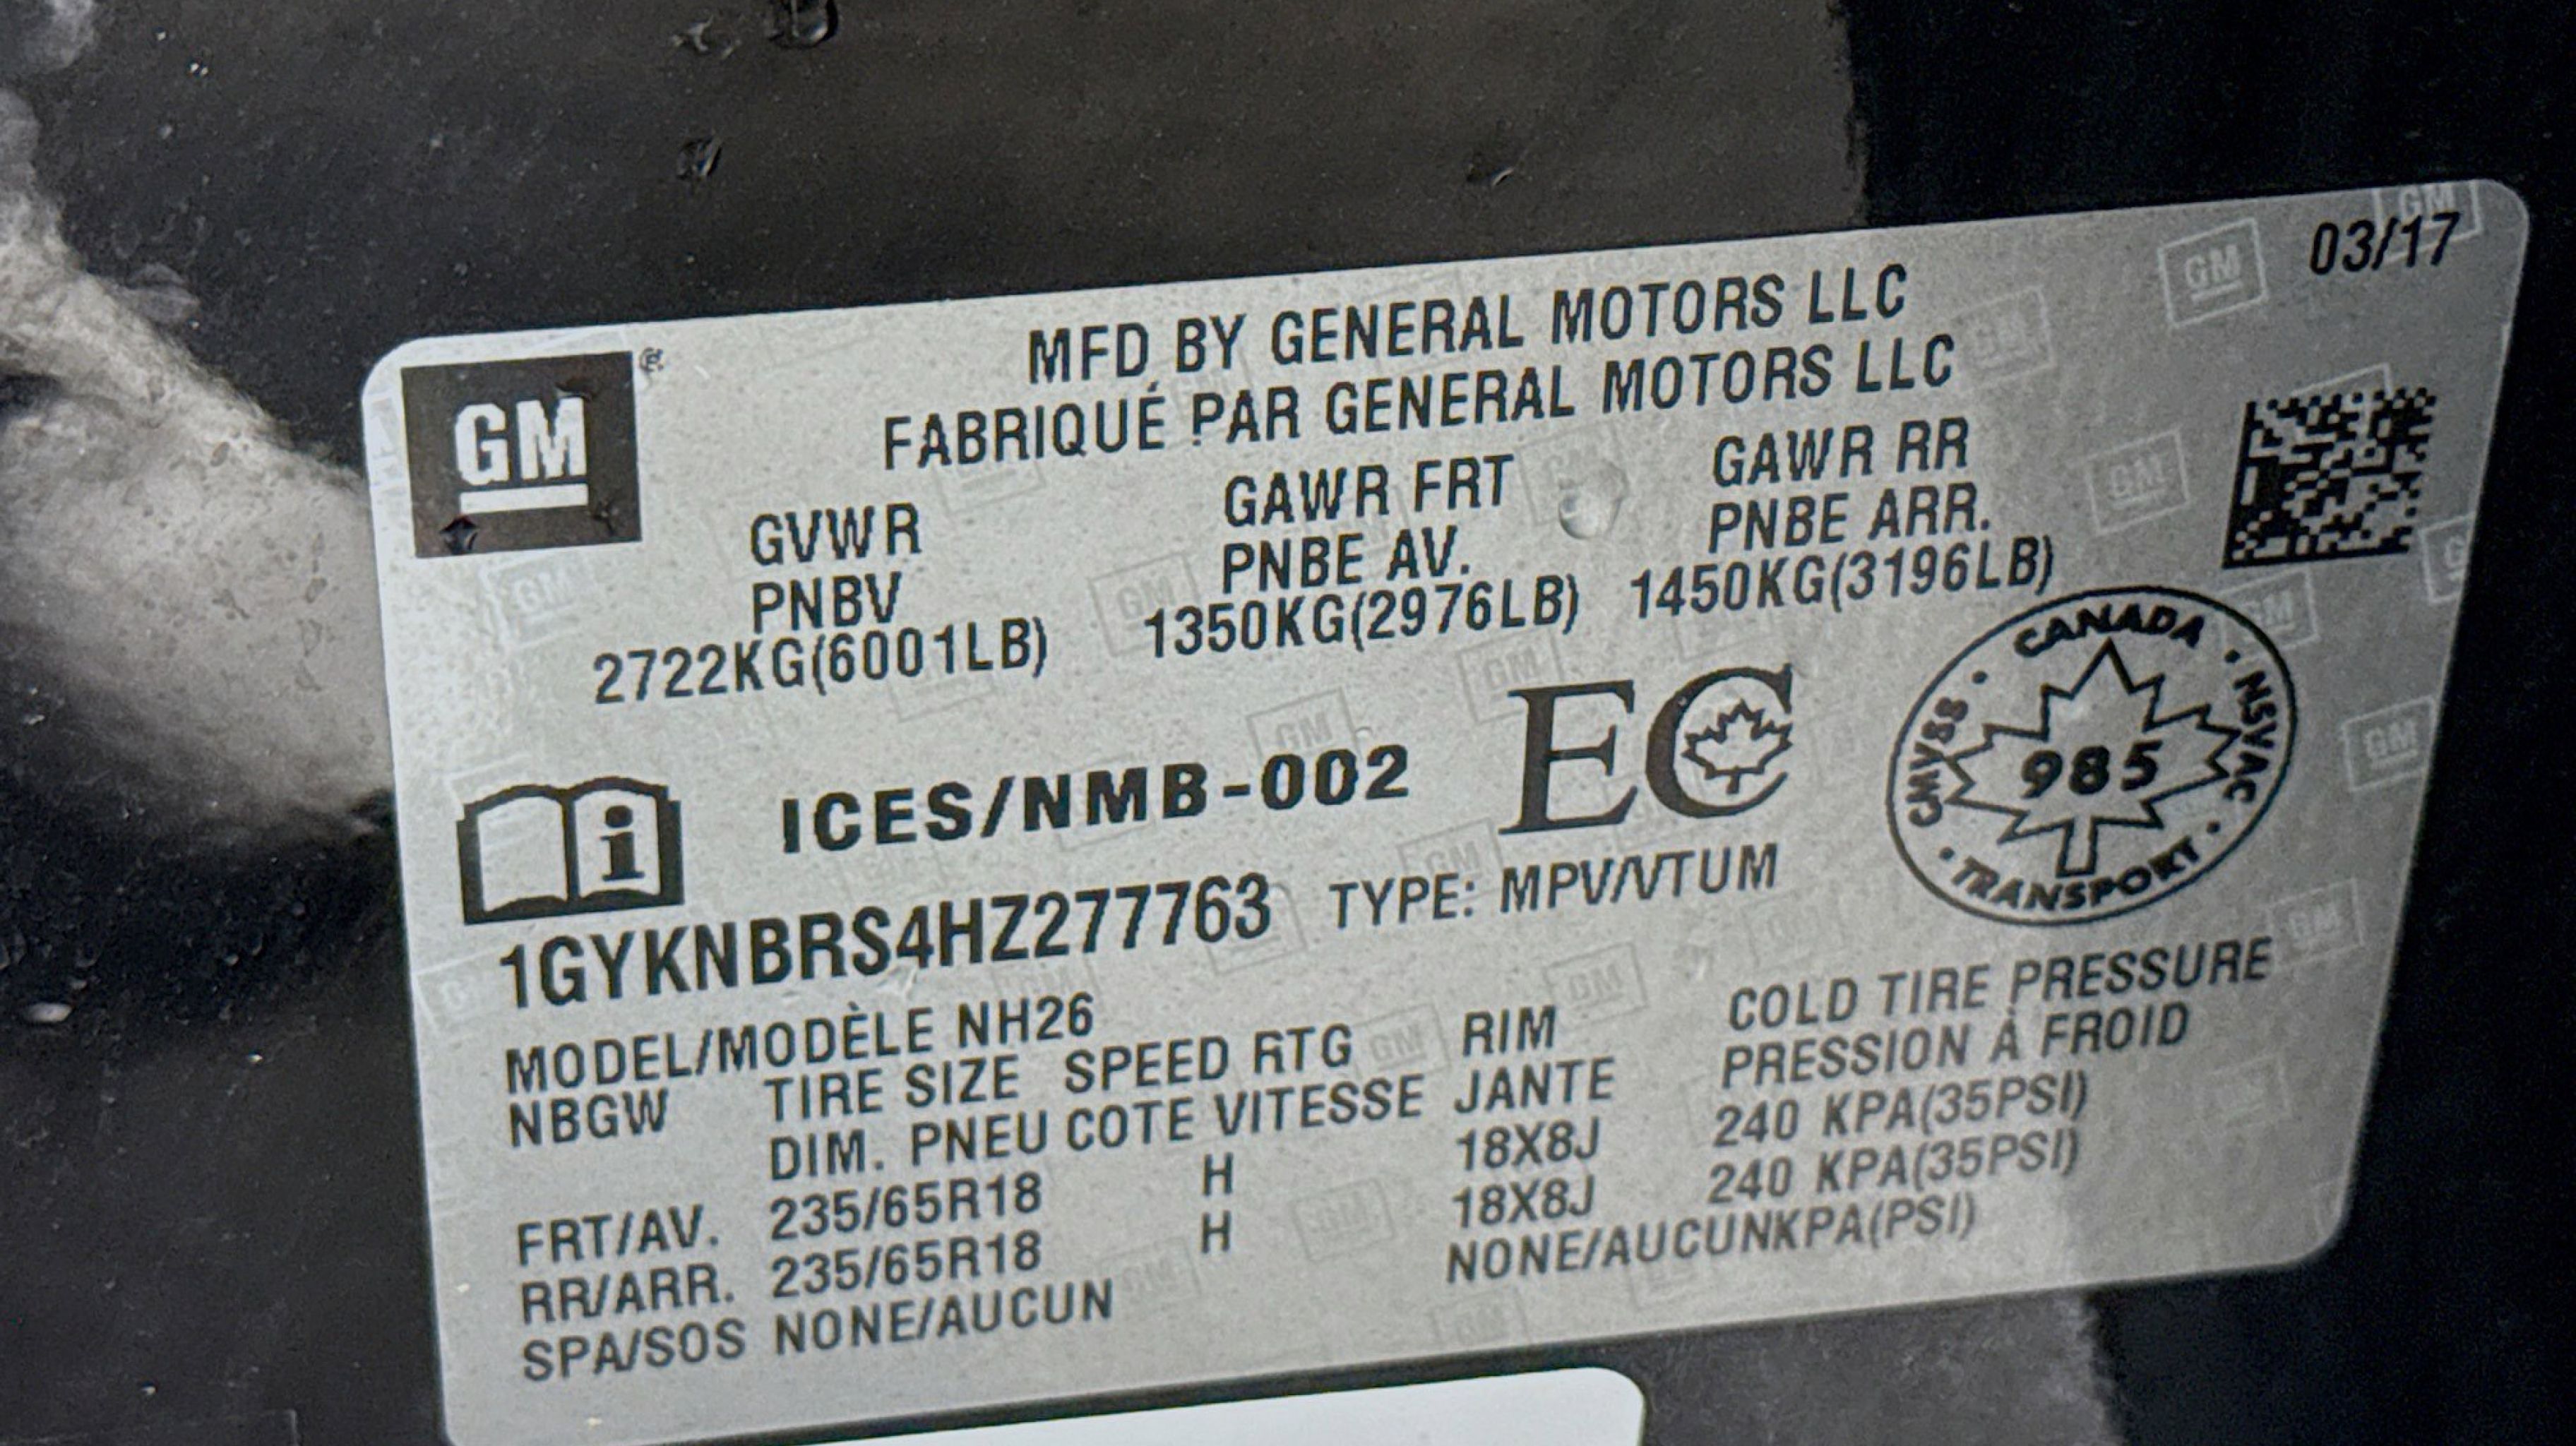 03/17
GM
MFD BY GENERAL MOTORS LLC
FABRIQUÉ PAR GENERAL MOTORS LLC
GVWR GAWR FRT GAWR RR
PNBV PNBE AV. PNBE ARR.
2722KG(6001LB) 1350KG(2976LB) 1450KG(3196LB)
i ICES/NMB-002 EC
CANADA · NSVAC · TRANSPORT · CMVSS ·
985
1GYKNBRS4HZ277763 TYPE: MPV/VTUM
MODEL/MODÈLE NH26
NBGW TIRE SIZE SPEED RTG RIM COLD TIRE PRESSURE
DIM. PNEU COTE VITESSE JANTE PRESSION À FROID
FRT/AV. 235/65R18 H 18X8J 240 KPA(35PSI)
RR/ARR. 235/65R18 H 18X8J 240 KPA(35PSI)
SPA/SOS NONE/AUCUN NONE/AUCUNKPA(PSI)